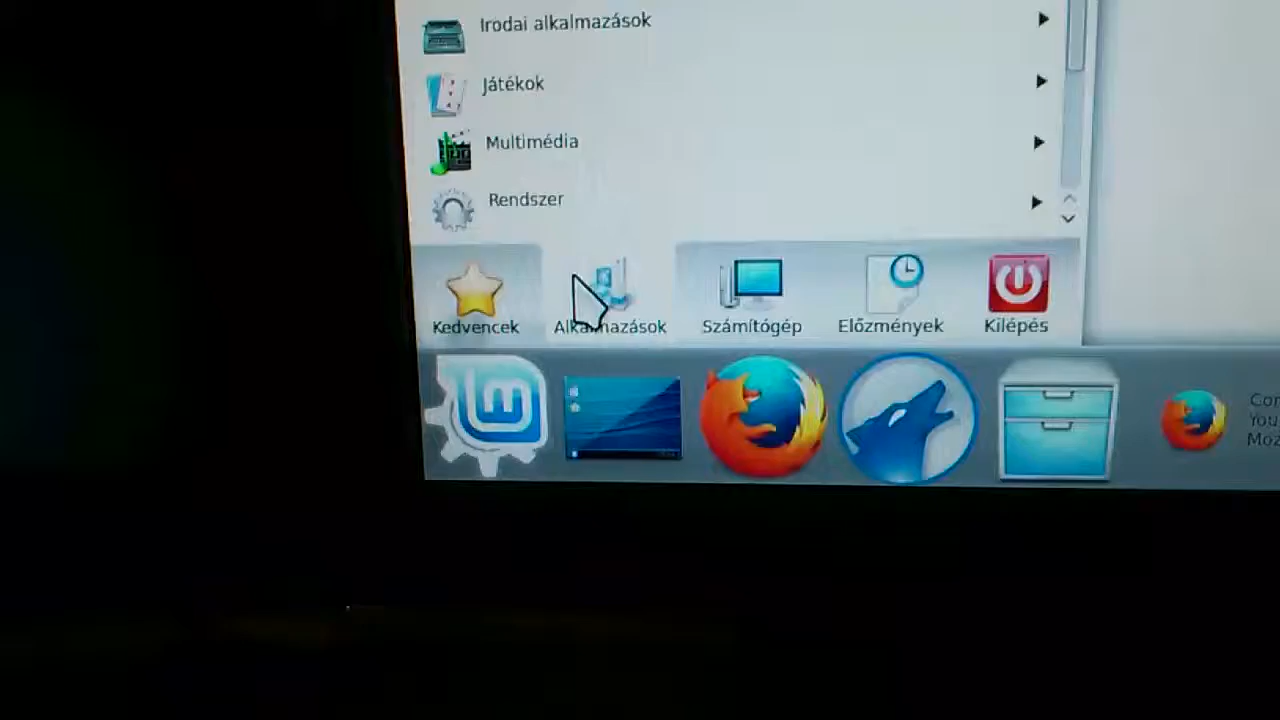 Irodai alkalmazások
Játékok
Multimédia
Rendszer
Kedvencek
Alkalmazások
Számítógép
Előzmények
Kilépés